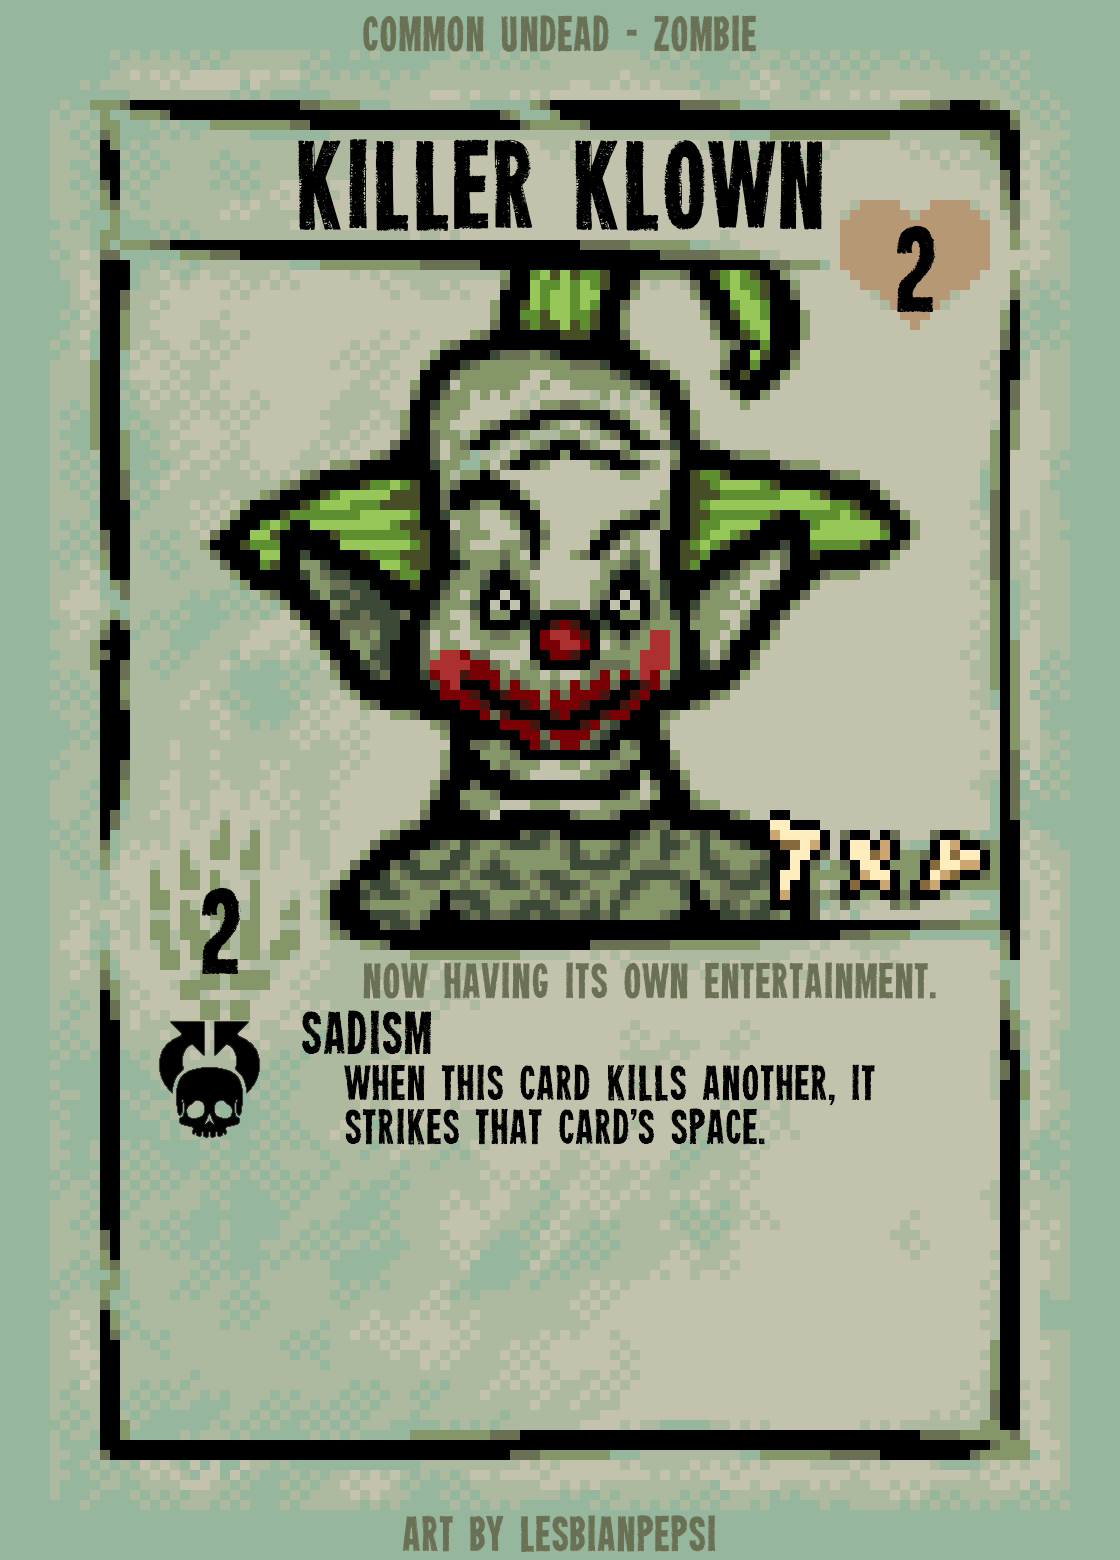 COMMON UNDEAD - ZOMBIE
KILLER KLOWN
2
7 X
2
NOW HAVING ITS OWN ENTERTAINMENT.
SADISM
WHEN THIS CARD KILLS ANOTHER, IT
STRIKES THAT CARD'S SPACE.
ART BY LESBIANPEPSI